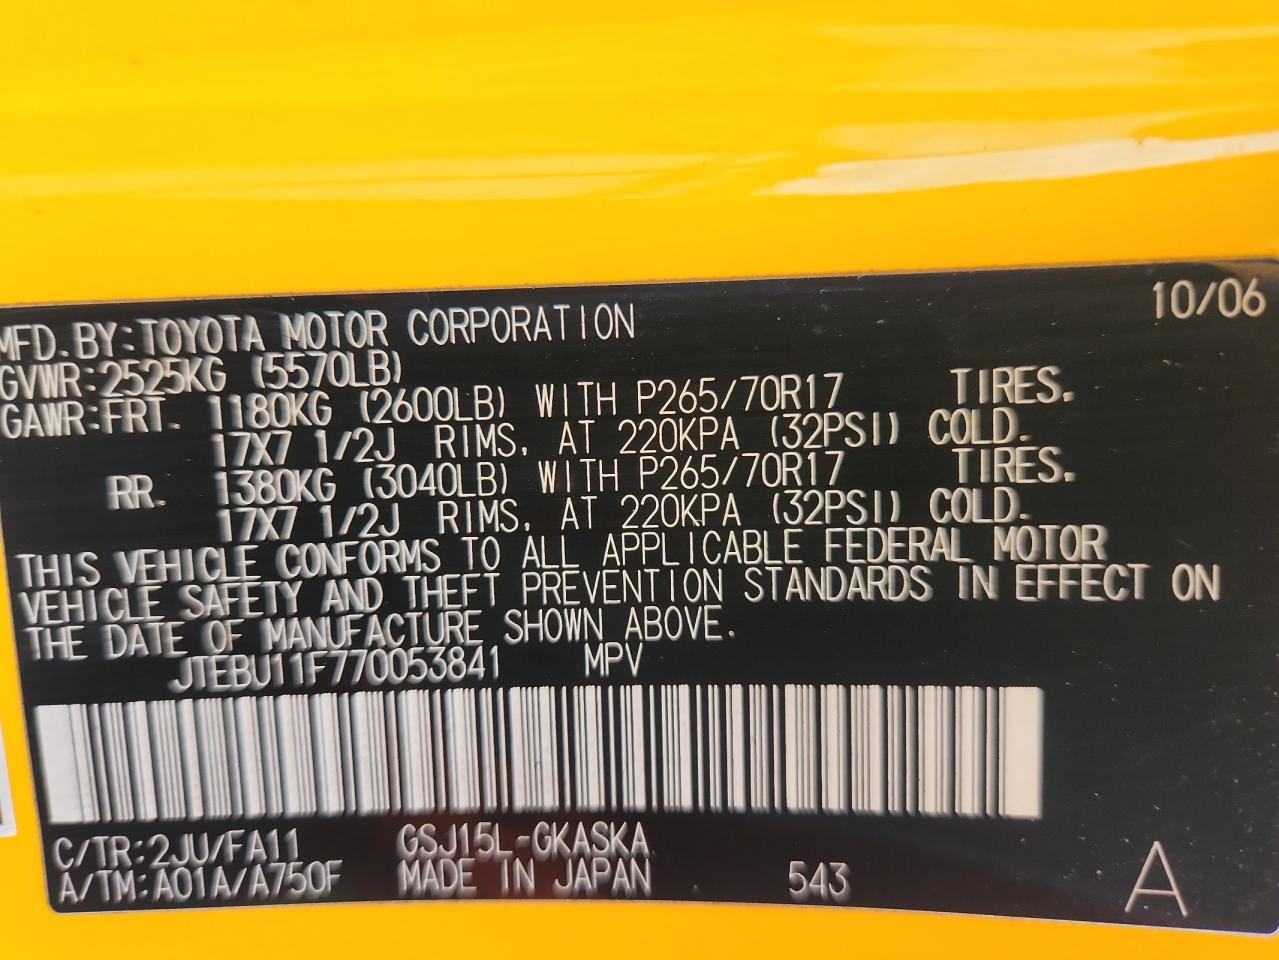 10/06
MFD. BY: TOYOTA MOTOR CORPORATION
GVWR: 2525KG (5570LB)
GAWR: FRT. 1180KG (2600LB) WITH P265/70R17 TIRES.
17X7 1/2J RIMS, AT 220KPA (32PSI) COLD.
RR. 1380KG (3040LB) WITH P265/70R17 TIRES.
17X7 1/2J RIMS, AT 220KPA (32PSI) COLD.
THIS VEHICLE CONFORMS TO ALL APPLICABLE FEDERAL MOTOR
VEHICLE SAFETY AND THEFT PREVENTION STANDARDS IN EFFECT ON
THE DATE OF MANUFACTURE SHOWN ABOVE.
JTEBU11F770053841 MPV
C/TR: 2JU/FA11 GSJ15L-GKASKA
A/TM: A01A/A750F MADE IN JAPAN 543 A